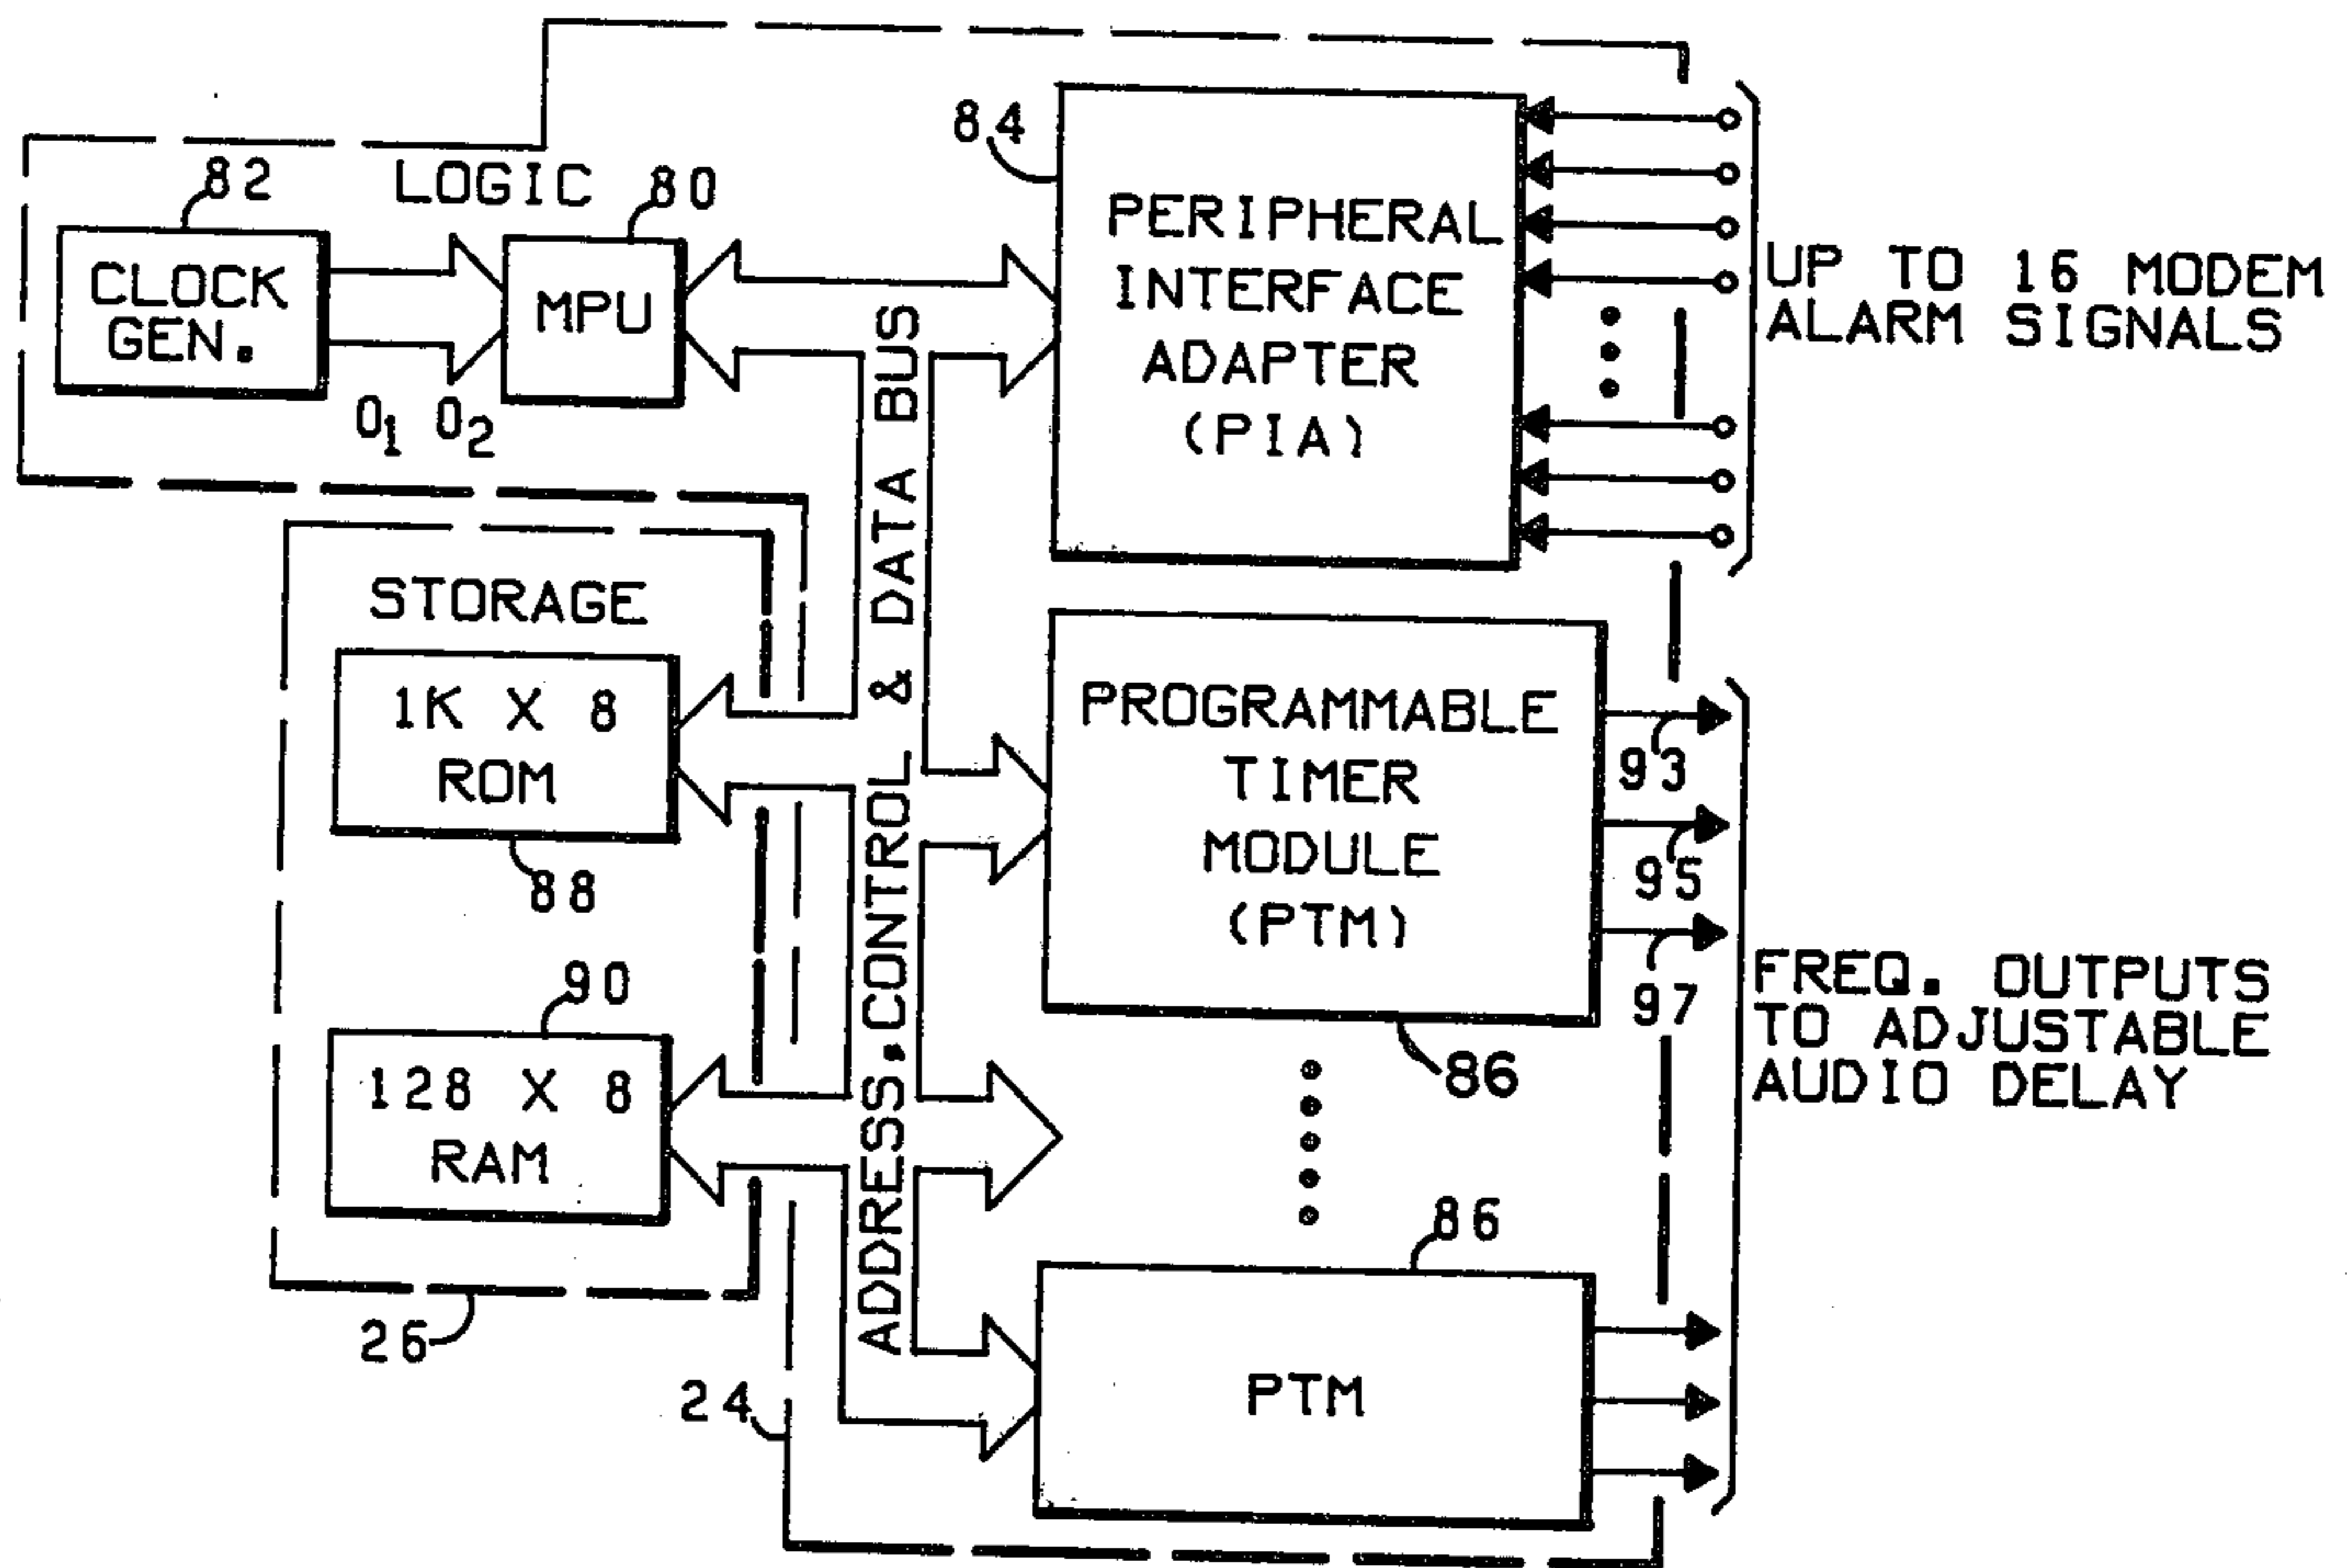 LOGIC
82
80
84
CLOCK
GEN.
MPU
O1 O2
PERIPHERAL
INTERFACE
ADAPTER
(PIA)
UP TO 16 MODEM
ALARM SIGNALS
ADDRESS.CONTROL & DATA BUS
STORAGE
1K X 8
ROM
88
90
128 X 8
RAM
26
24
PROGRAMMABLE
TIMER
MODULE
(PTM)
86
93
95
97
FREQ. OUTPUTS
TO ADJUSTABLE
AUDIO DELAY
86
PTM